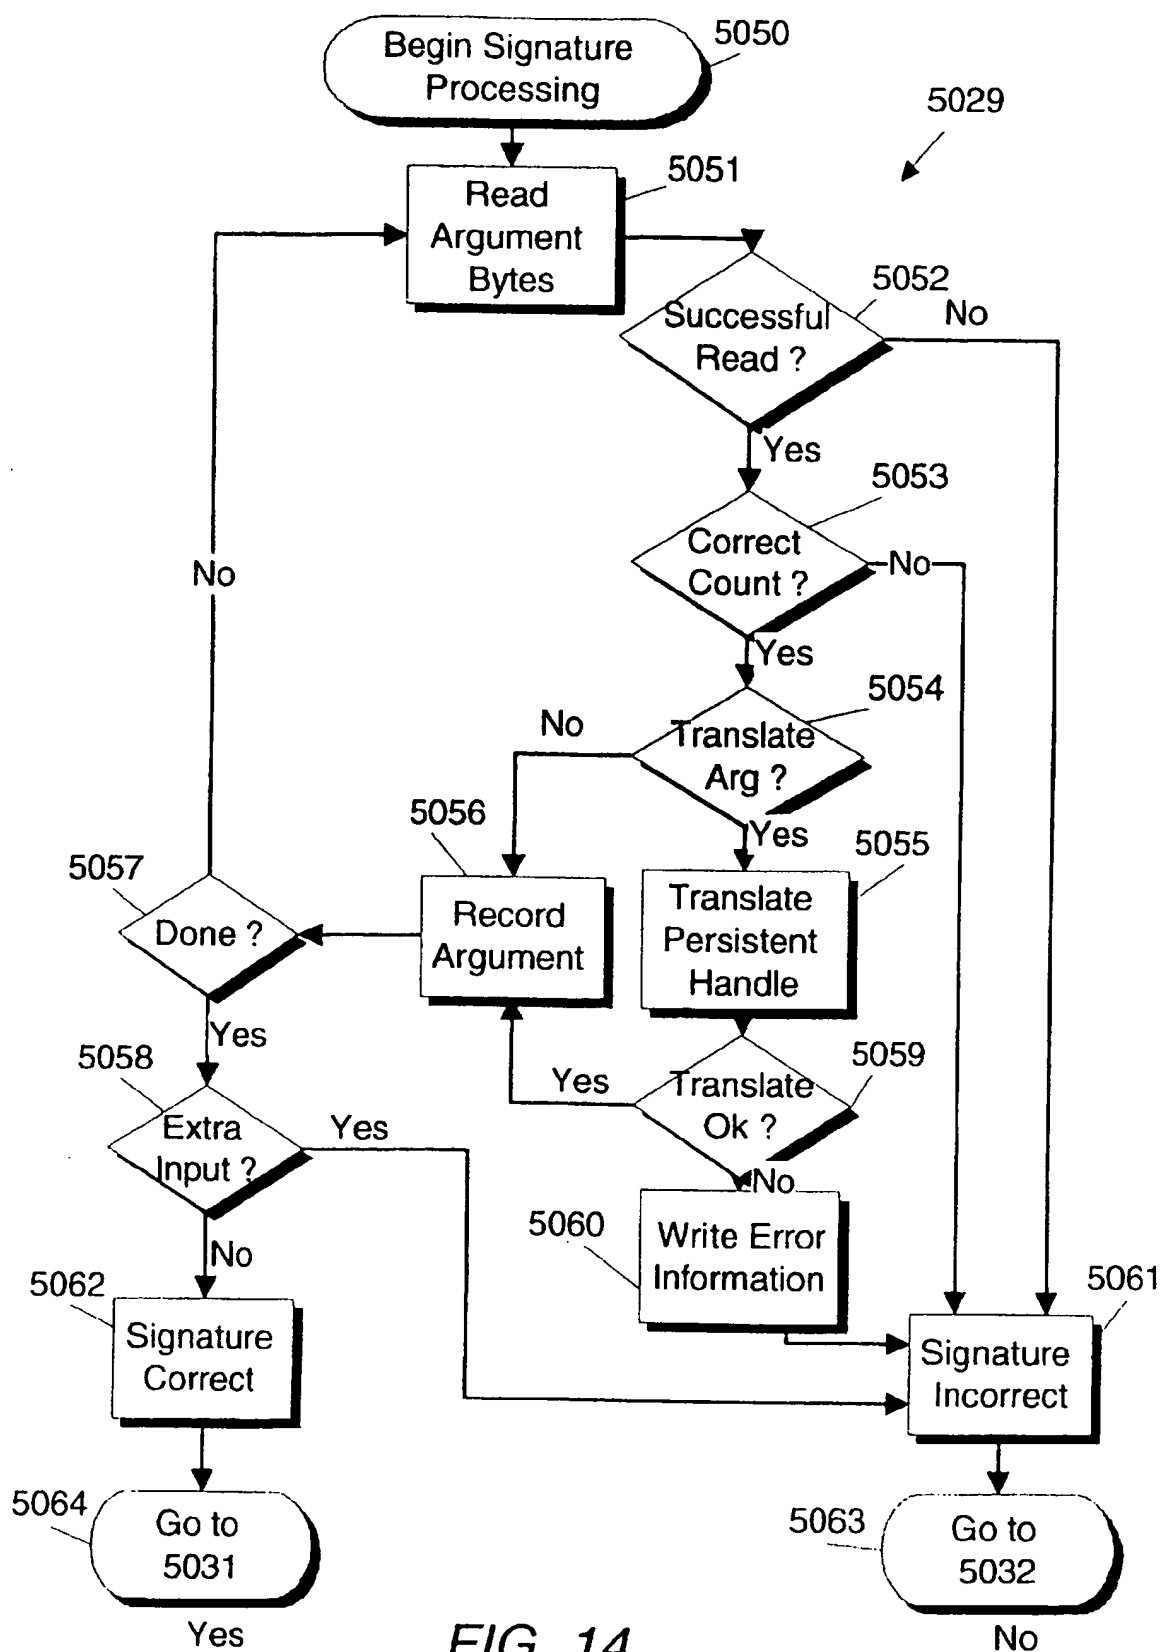 Begin Signature
Processing
5050
5029
Read
Argument
Bytes
5051
Successful
Read ?
5052
No
Yes
Correct
Count ?
5053
No
Yes
No
Translate
Arg ?
5054
No
Yes
5056
Record
Argument
Translate
Persistent
Handle
5055
5057
Done ?
Yes
5058
Extra
Input ?
Yes
No
Translate
Ok ?
5059
Yes
No
5060
Write Error
Information
5062
Signature
Correct
5061
Signature
Incorrect
5064
Go to
5031
Yes
5063
Go to
5032
No
FIG. 14